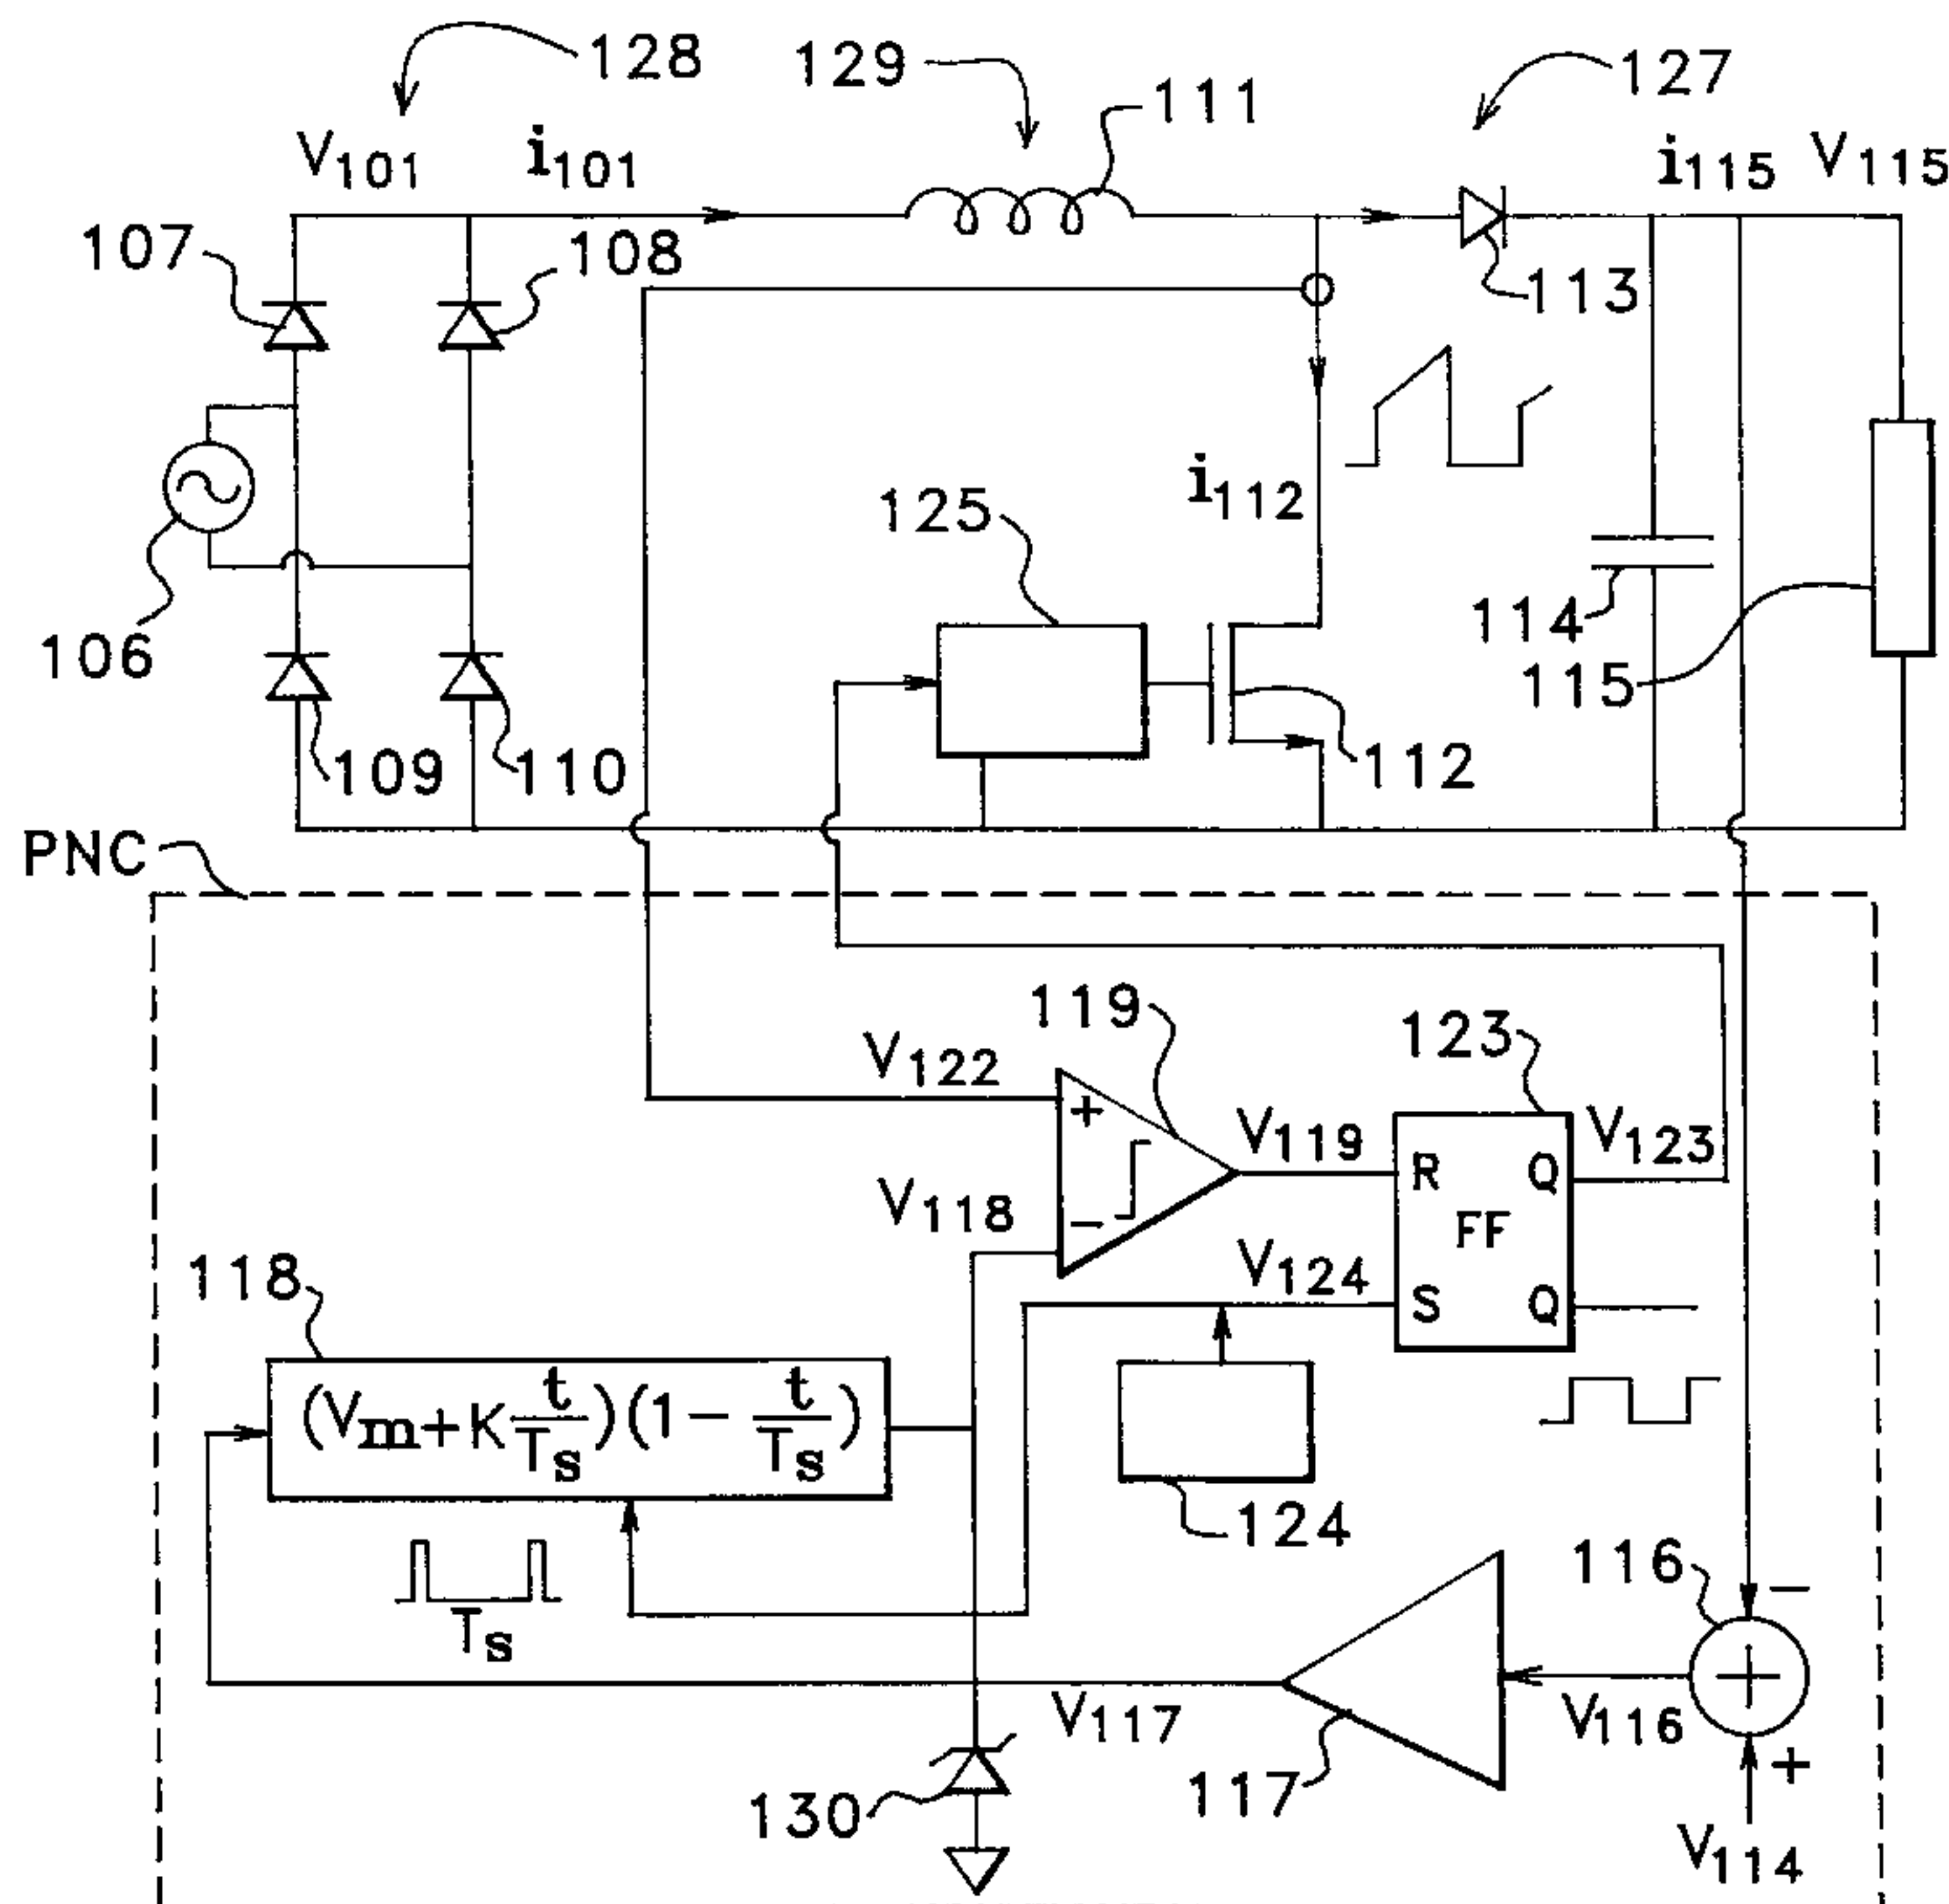 128
129
127
111
V101
i101
i115
V115
107
108
113
125
i112
106
114
115
109
110
112
PNC
119
123
V122
V119
V123
R
Q
V118
FF
118
V124
S
Q
(Vm+K t/Ts)(1- t/Ts)
124
116
Ts
V117
V116
117
130
V114
+
−
−
+